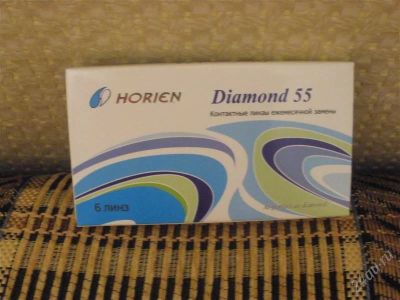 HORIEN
Diamond 55
Контактные линзы ежемесячной замены
6 линз